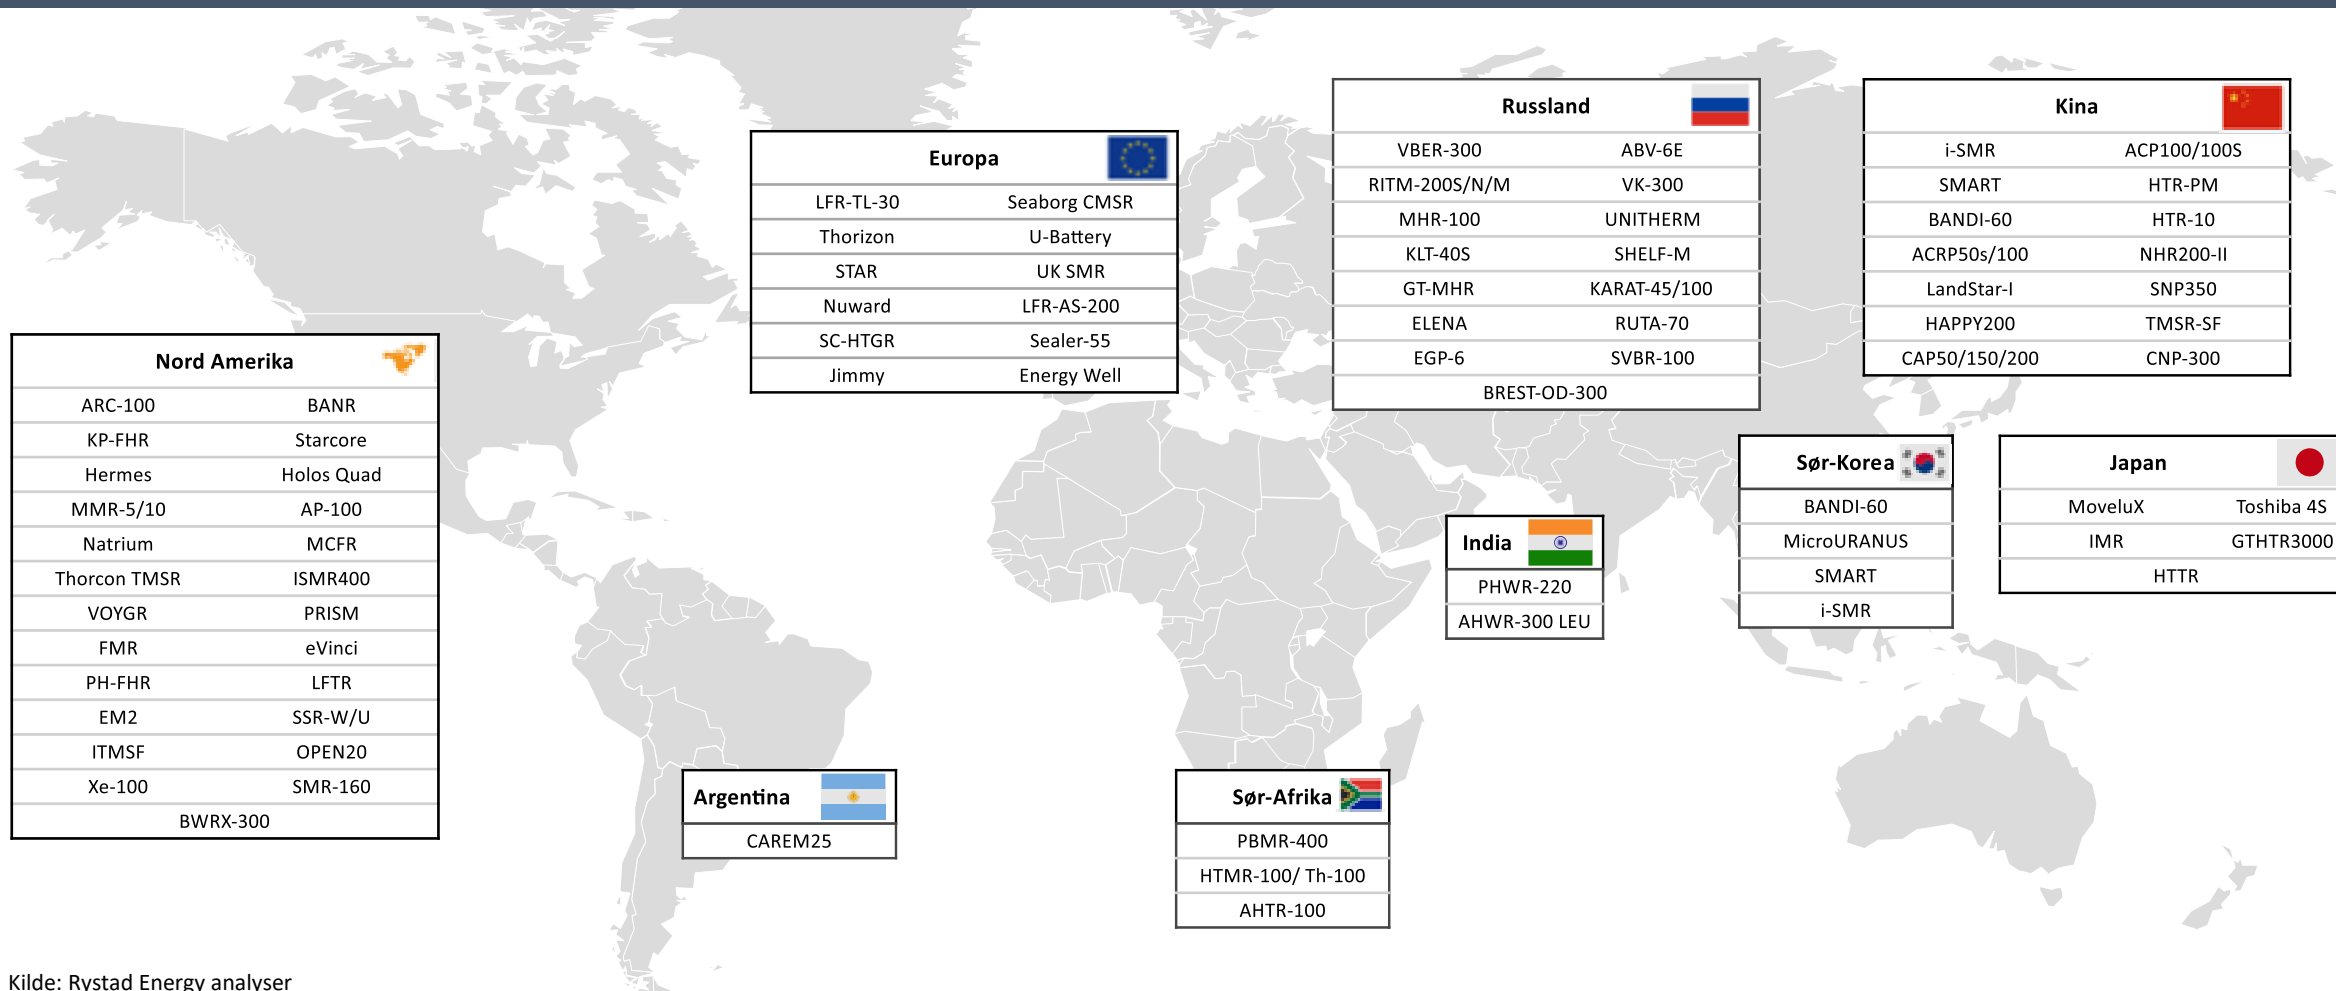 Nord Amerika
ARC-100 BANR
KP-FHR Starcore
Hermes Holos Quad
MMR-5/10 AP-100
Natrium MCFR
Thorcon TMSR ISMR400
VOYGR PRISM
FMR eVinci
PH-FHR LFTR
EM2 SSR-W/U
ITMSF OPEN20
Xe-100 SMR-160
BWRX-300
Europa
LFR-TL-30 Seaborg CMSR
Thorizon U-Battery
STAR UK SMR
Nuward LFR-AS-200
SC-HTGR Sealer-55
Jimmy Energy Well
Russland
VBER-300 ABV-6E
RITM-200S/N/M VK-300
MHR-100 UNITHERM
KLT-40S SHELF-M
GT-MHR KARAT-45/100
ELENA RUTA-70
EGP-6 SVBR-100
BREST-OD-300
Kina
i-SMR ACP100/100S
SMART HTR-PM
BANDI-60 HTR-10
ACRP50s/100 NHR200-II
LandStar-I SNP350
HAPPY200 TMSR-SF
CAP50/150/200 CNP-300
Sør-Korea
BANDI-60
MicroURANUS
SMART
i-SMR
Japan
MoveluX Toshiba 4S
IMR GTHTR3000
HTTR
India
PHWR-220
AHWR-300 LEU
Argentina
CAREM25
Sør-Afrika
PBMR-400
HTMR-100/ Th-100
AHTR-100
Kilde: Rystad Energy analyser